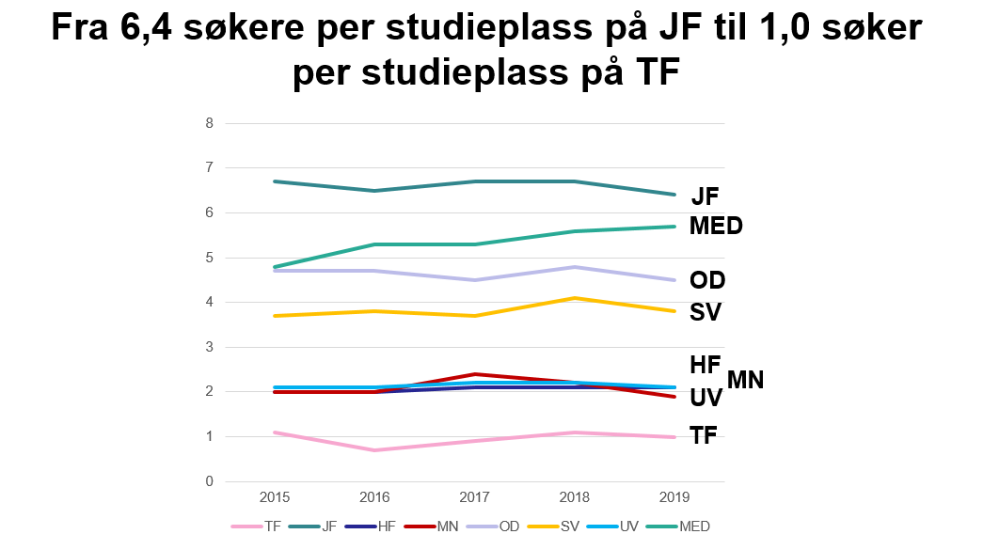 Fra 6,4 søkere per studieplass på JF til 1,0 søker
per studieplass på TF
8
7
6
5
4
3
2
1
0
JF
MED
OD
SV
HF
MN
UV
TF
2015 2016 2017 2018 2019
TF JF HF MN OD SV UV MED